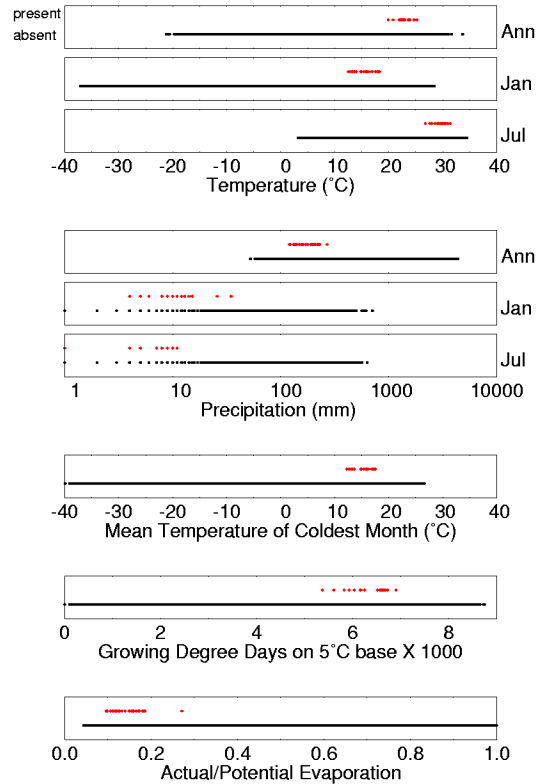 present
absent
Ann
Jan
Jul
-40 -30 -20 -10 0 10 20 30 40
Temperature (˚C)
Ann
Jan
Jul
1 10 100 1000 10000
Precipitation (mm)
-40 -30 -20 -10 0 10 20 30 40
Mean Temperature of Coldest Month (˚C)
0 2 4 6 8
Growing Degree Days on 5˚C base X 1000
0.0 0.2 0.4 0.6 0.8 1.0
Actual/Potential Evaporation